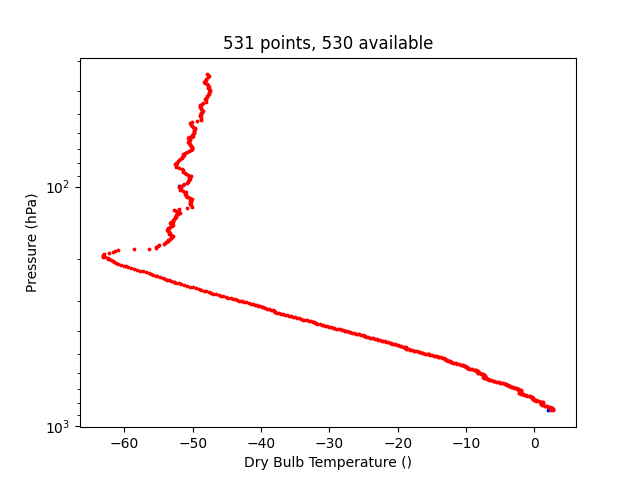 531 points, 530 available
Pressure (hPa)
10²
10³
−60 −50 −40 −30 −20 −10 0
Dry Bulb Temperature ()